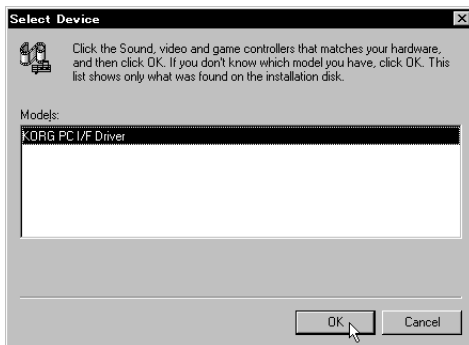 Select Device
Click the Sound, video and game controllers that matches your hardware,
and then click OK. If you don't know which model you have, click OK. This
list shows only what was found on the installation disk.
Models:
KORG PC I/F Driver
OK
Cancel